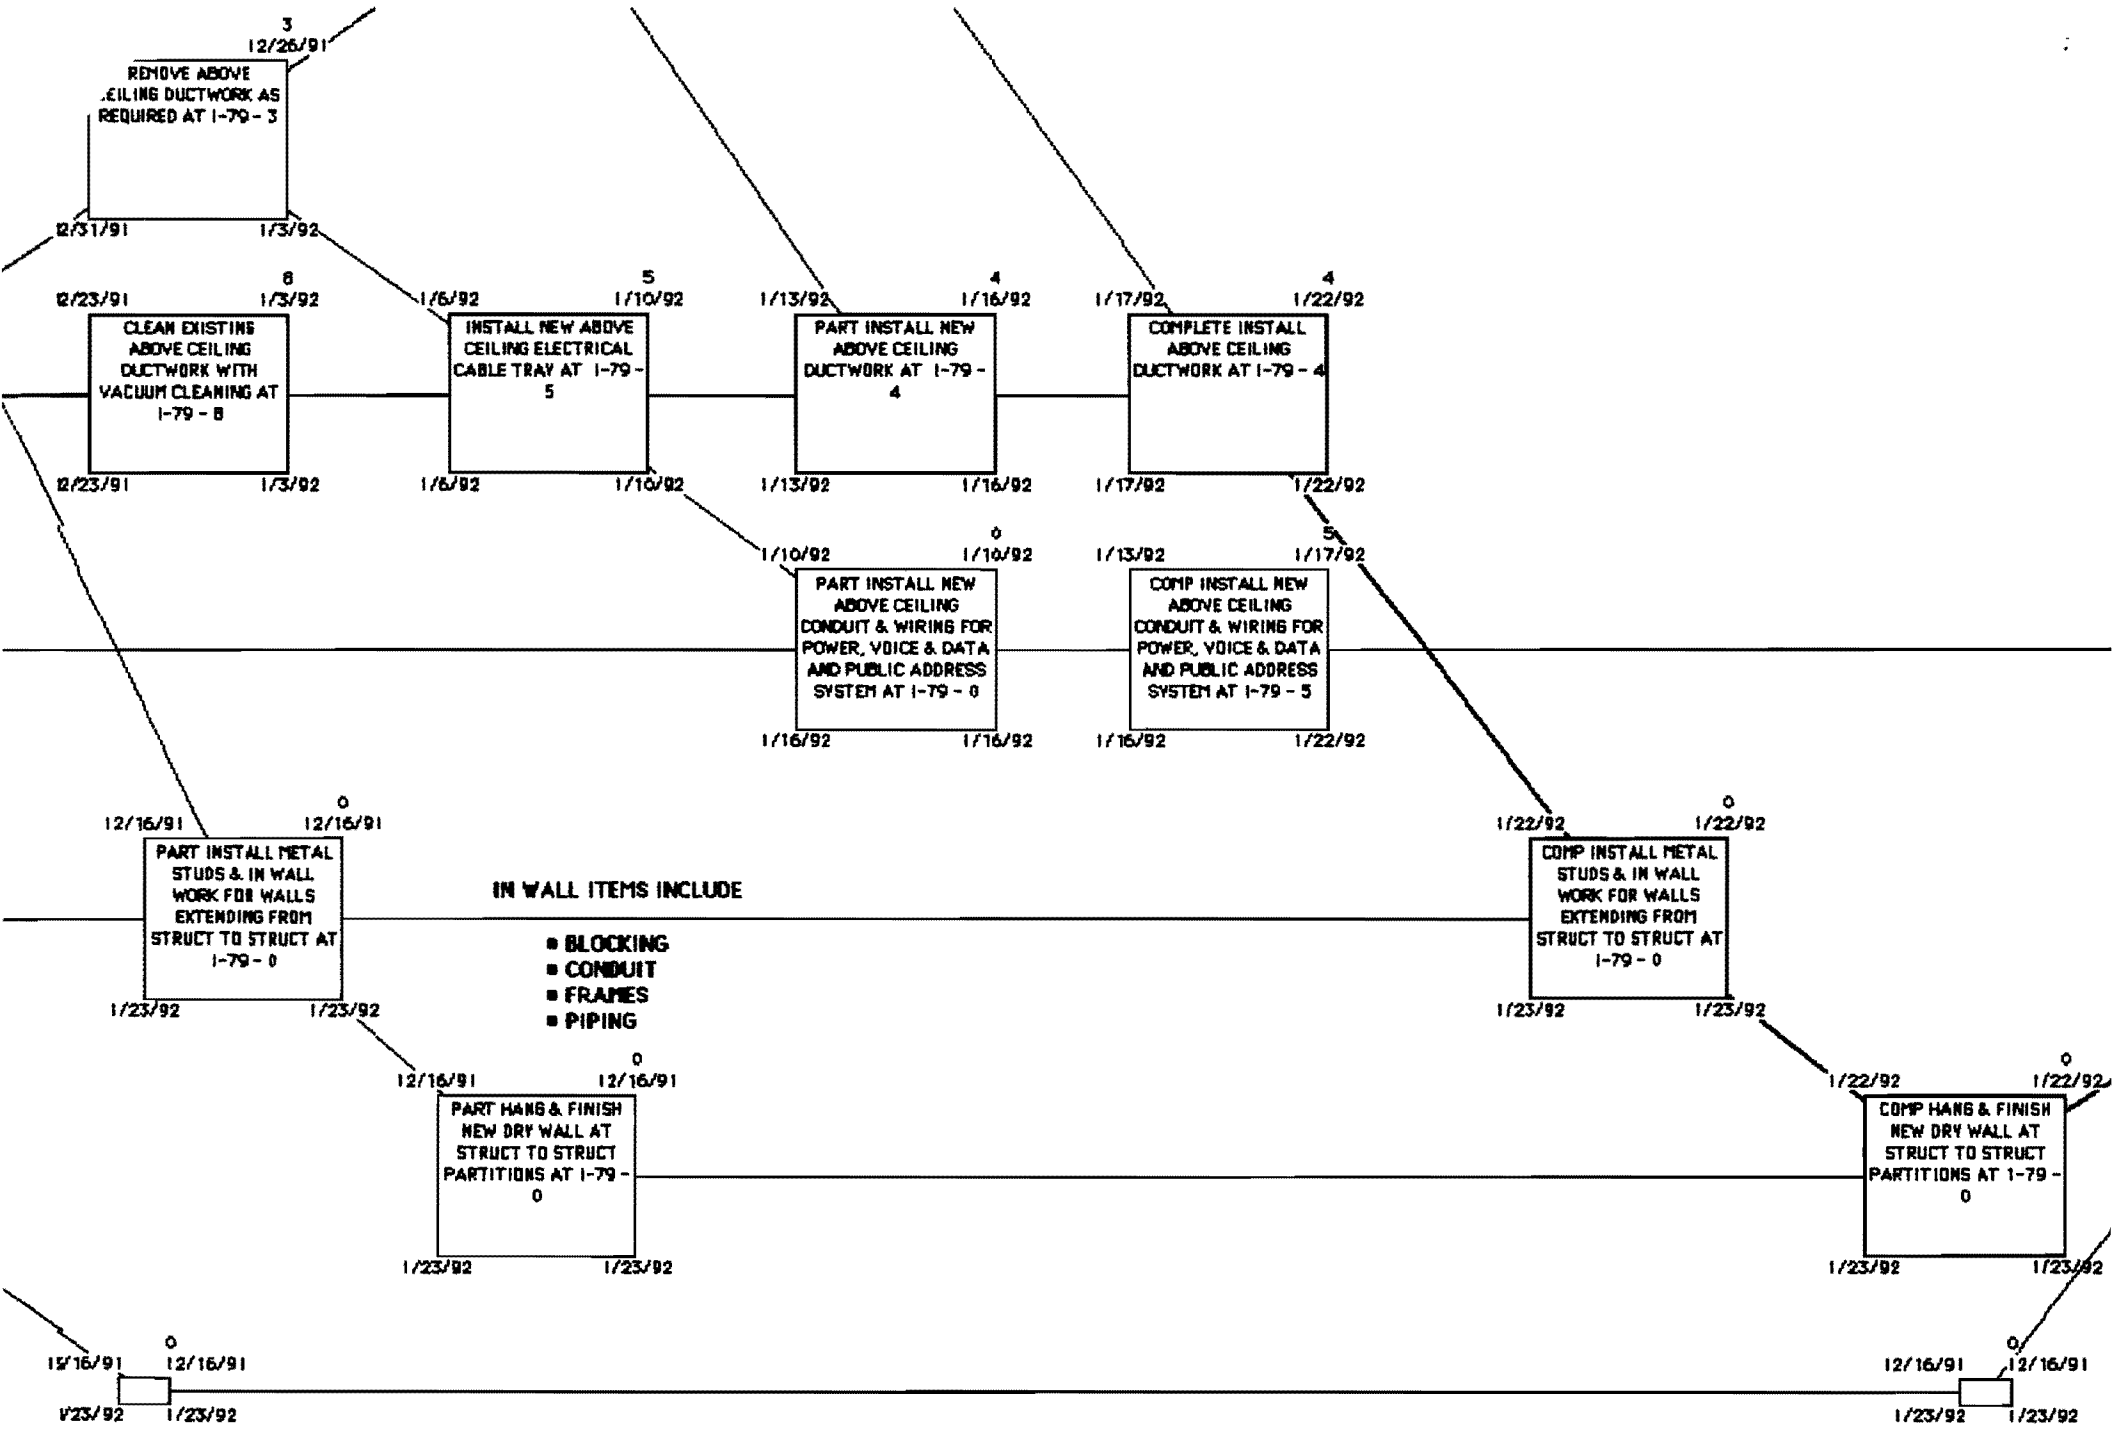 3
12/26/91
REMOVE ABOVE
CEILING DUCTWORK AS
REQUIRED AT I-79 - 3
12/31/91 1/3/92
8
12/23/91 1/3/92
CLEAN EXISTING
ABOVE CEILING
DUCTWORK WITH
VACUUM CLEANING AT
I-79 - 8
12/23/91 1/3/92
5
1/6/92 1/10/92
INSTALL NEW ABOVE
CEILING ELECTRICAL
CABLE TRAY AT I-79 -
5
1/6/92 1/10/92
4
1/13/92 1/16/92
PART INSTALL NEW
ABOVE CEILING
DUCTWORK AT I-79 -
4
1/13/92 1/16/92
4
1/17/92 1/22/92
COMPLETE INSTALL
ABOVE CEILING
DUCTWORK AT I-79 - 4
1/17/92 1/22/92
0
1/10/92 1/10/92
PART INSTALL NEW
ABOVE CEILING
CONDUIT & WIRING FOR
POWER, VOICE & DATA
AND PUBLIC ADDRESS
SYSTEM AT I-79 - 0
1/16/92 1/16/92
5
1/13/92 1/17/92
COMP INSTALL NEW
ABOVE CEILING
CONDUIT & WIRING FOR
POWER, VOICE & DATA
AND PUBLIC ADDRESS
SYSTEM AT I-79 - 5
1/16/92 1/22/92
0
12/16/91 12/16/91
PART INSTALL METAL
STUDS & IN WALL
WORK FOR WALLS
EXTENDING FROM
STRUCT TO STRUCT AT
I-79 - 0
1/23/92 1/23/92
IN WALL ITEMS INCLUDE
▪ BLOCKING
▪ CONDUIT
▪ FRAMES
▪ PIPING
0
1/22/92 1/22/92
COMP INSTALL METAL
STUDS & IN WALL
WORK FOR WALLS
EXTENDING FROM
STRUCT TO STRUCT AT
I-79 - 0
1/23/92 1/23/92
0
12/16/91 12/16/91
PART HANG & FINISH
NEW DRY WALL AT
STRUCT TO STRUCT
PARTITIONS AT I-79 -
0
1/23/92 1/23/92
0
1/22/92 1/22/92
COMP HANG & FINISH
NEW DRY WALL AT
STRUCT TO STRUCT
PARTITIONS AT I-79 -
0
1/23/92 1/23/92
0
12/16/91
1/23/92 1/23/92
0
12/16/91 12/16/91
1/23/92 1/23/92